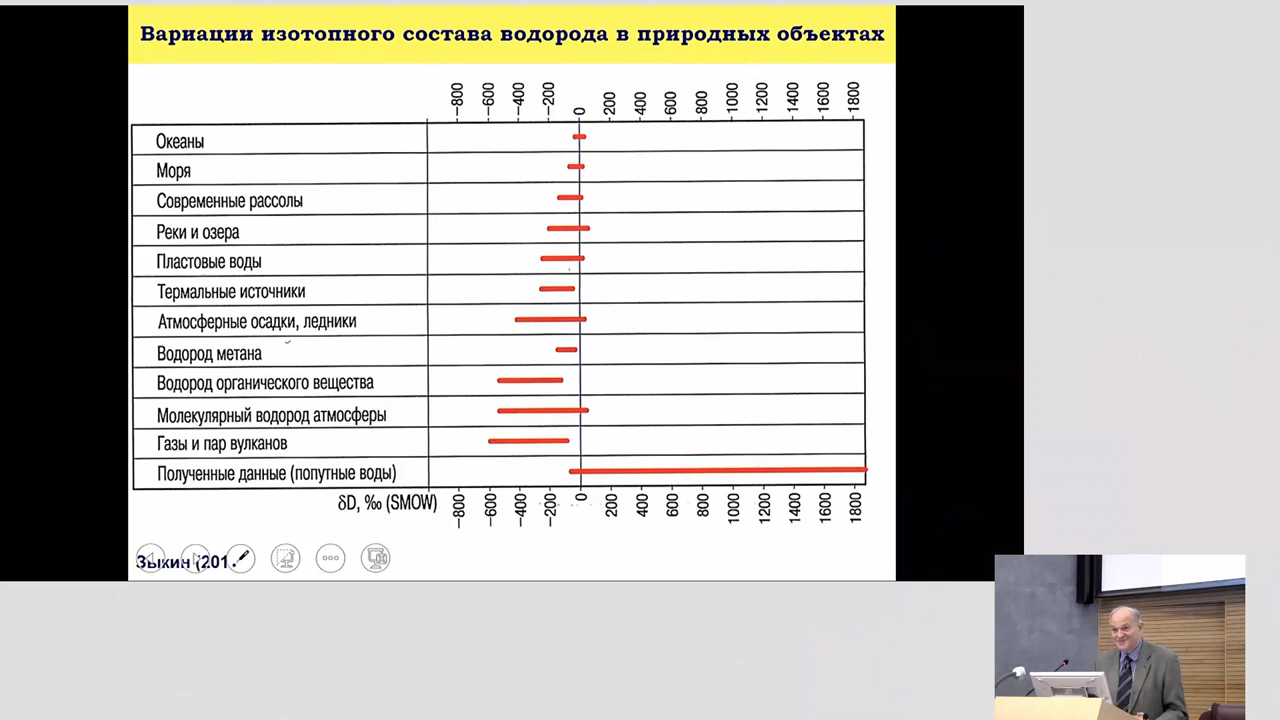 Вариации изотопного состава водорода в природных объектах
−800 −600 −400 −200 0 200 400 600 800 1000 1200 1400 1600 1800
Океаны
Моря
Современные рассолы
Реки и озера
Пластовые воды
Термальные источники
Атмосферные осадки, ледники
Водород метана
Водород органического вещества
Молекулярный водород атмосферы
Газы и пар вулканов
Полученные данные (попутные воды)
δD, ‰ (SMOW)
−800 −600 −400 −200 0 200 400 600 800 1000 1200 1400 1600 1800
Зыкин